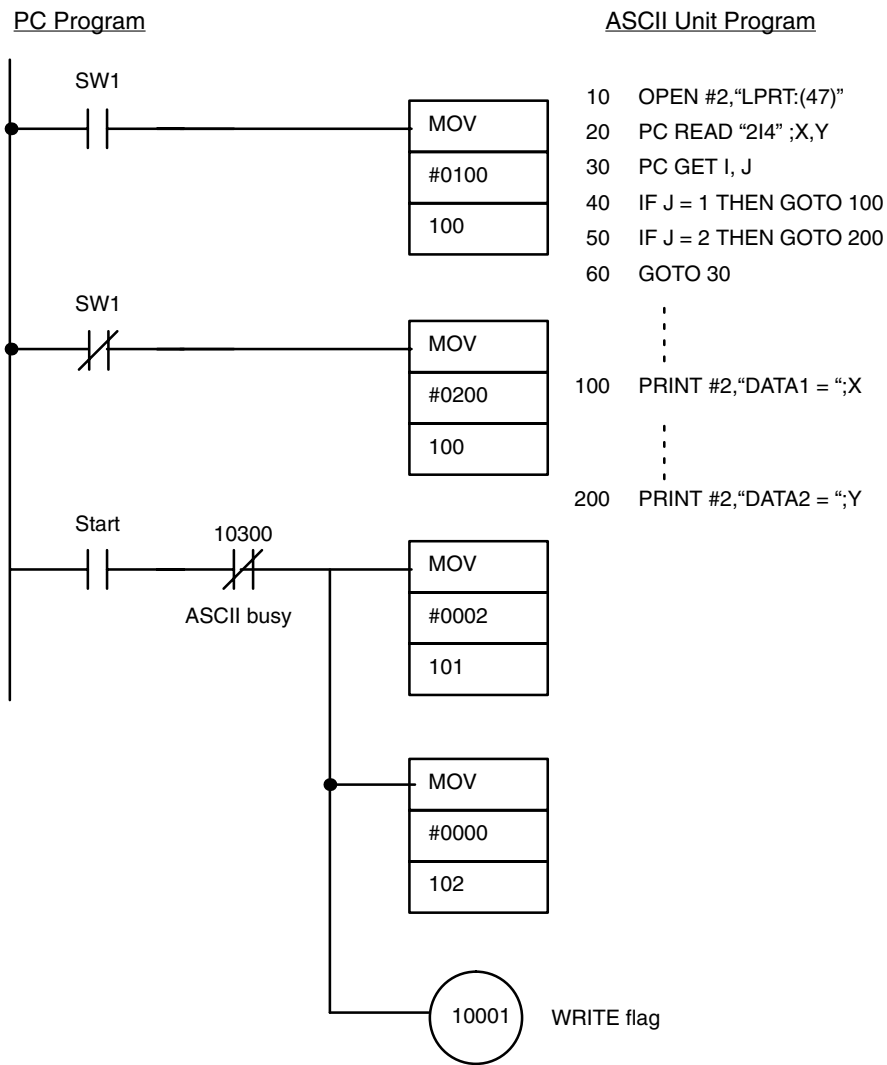 PC Program
SW1
MOV
#0100
100
SW1
MOV
#0200
100
Start
10300
ASCII busy
MOV
#0002
101
MOV
#0000
102
10001
WRITE flag
ASCII Unit Program
10 OPEN #2,“LPRT:(47)”
20 PC READ “2I4” ;X,Y
30 PC GET I, J
40 IF J = 1 THEN GOTO 100
50 IF J = 2 THEN GOTO 200
60 GOTO 30
100 PRINT #2,“DATA1 = “;X
200 PRINT #2,“DATA2 = “;Y